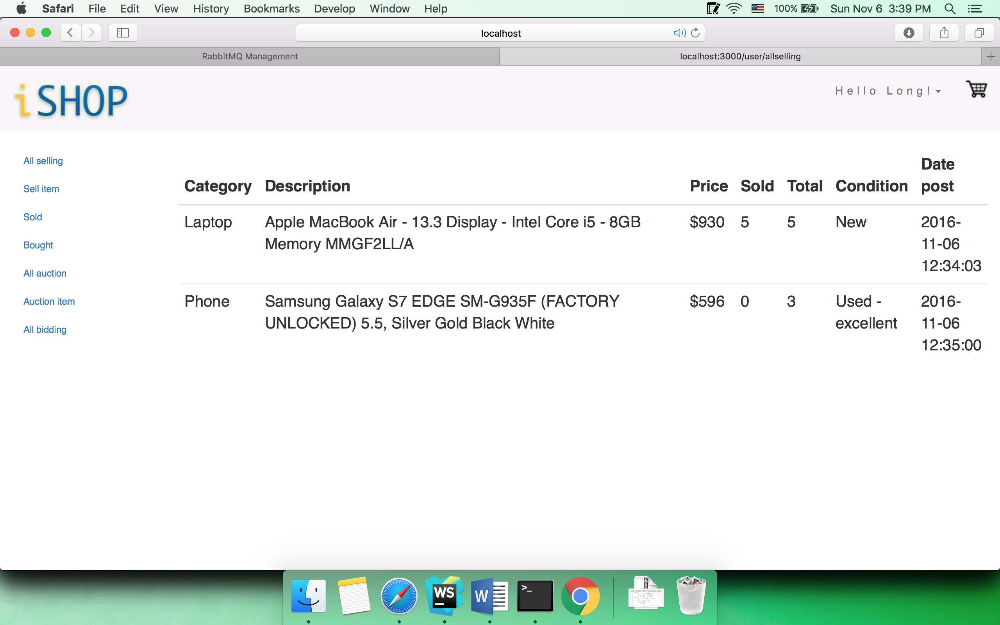 Safari File Edit View History Bookmarks Develop Window Help 100% Sun Nov 6 3:39 PM
localhost
RabbitMQ Management localhost:3000/user/allselling
i SHOP
Hello Long!
All selling
Sell item
Sold
Bought
All auction
Auction item
All bidding
Category Description Price Sold Total Condition Date
post
Laptop Apple MacBook Air - 13.3 Display - Intel Core i5 - 8GB $930 5 5 New 2016-
Memory MMGF2LL/A 11-06
12:34:03
Phone Samsung Galaxy S7 EDGE SM-G935F (FACTORY $596 0 3 Used - 2016-
UNLOCKED) 5.5, Silver Gold Black White excellent 11-06
12:35:00
WS W >_